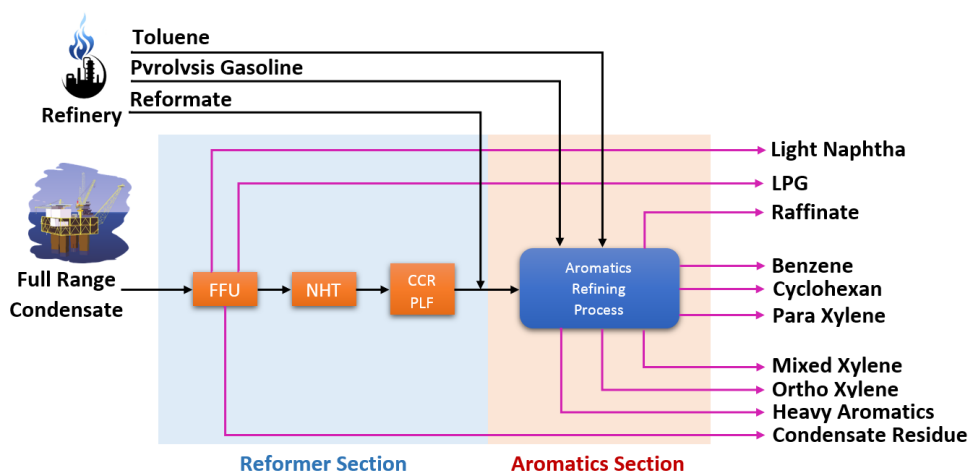 Toluene
Pvrolvsis Gasoline
Reformate
Refinery
Light Naphtha
LPG
Raffinate
Full Range
Condensate
FFU
NHT
CCR
PLF
Aromatics
Refining
Process
Benzene
Cyclohexan
Para Xylene
Mixed Xylene
Ortho Xylene
Heavy Aromatics
Condensate Residue
Reformer Section
Aromatics Section